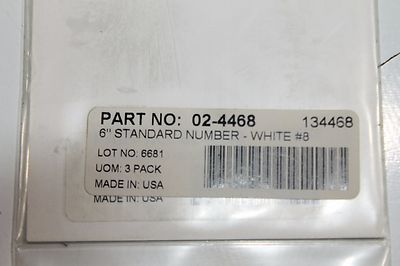 PART NO: 02-4468 134468
6" STANDARD NUMBER - WHITE #8
LOT NO: 6681
UOM: 3 PACK
MADE IN: USA
MADE IN: USA